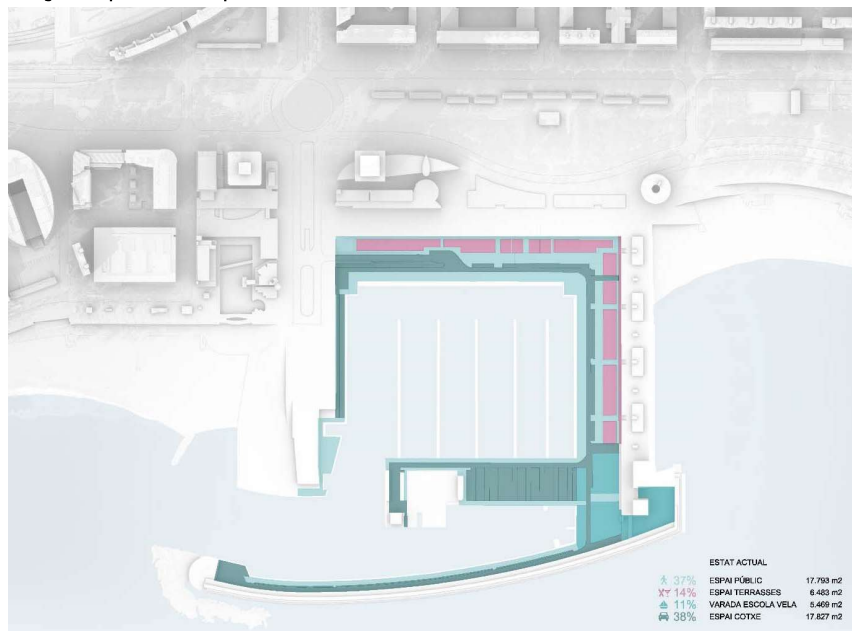 ESTAT ACTUAL
37% ESPAI PÚBLIC 17.793 m2
14% ESPAI TERRASSES 6.483 m2
11% VARADA ESCOLA VELA 5.469 m2
38% ESPAI COTXE 17.827 m2